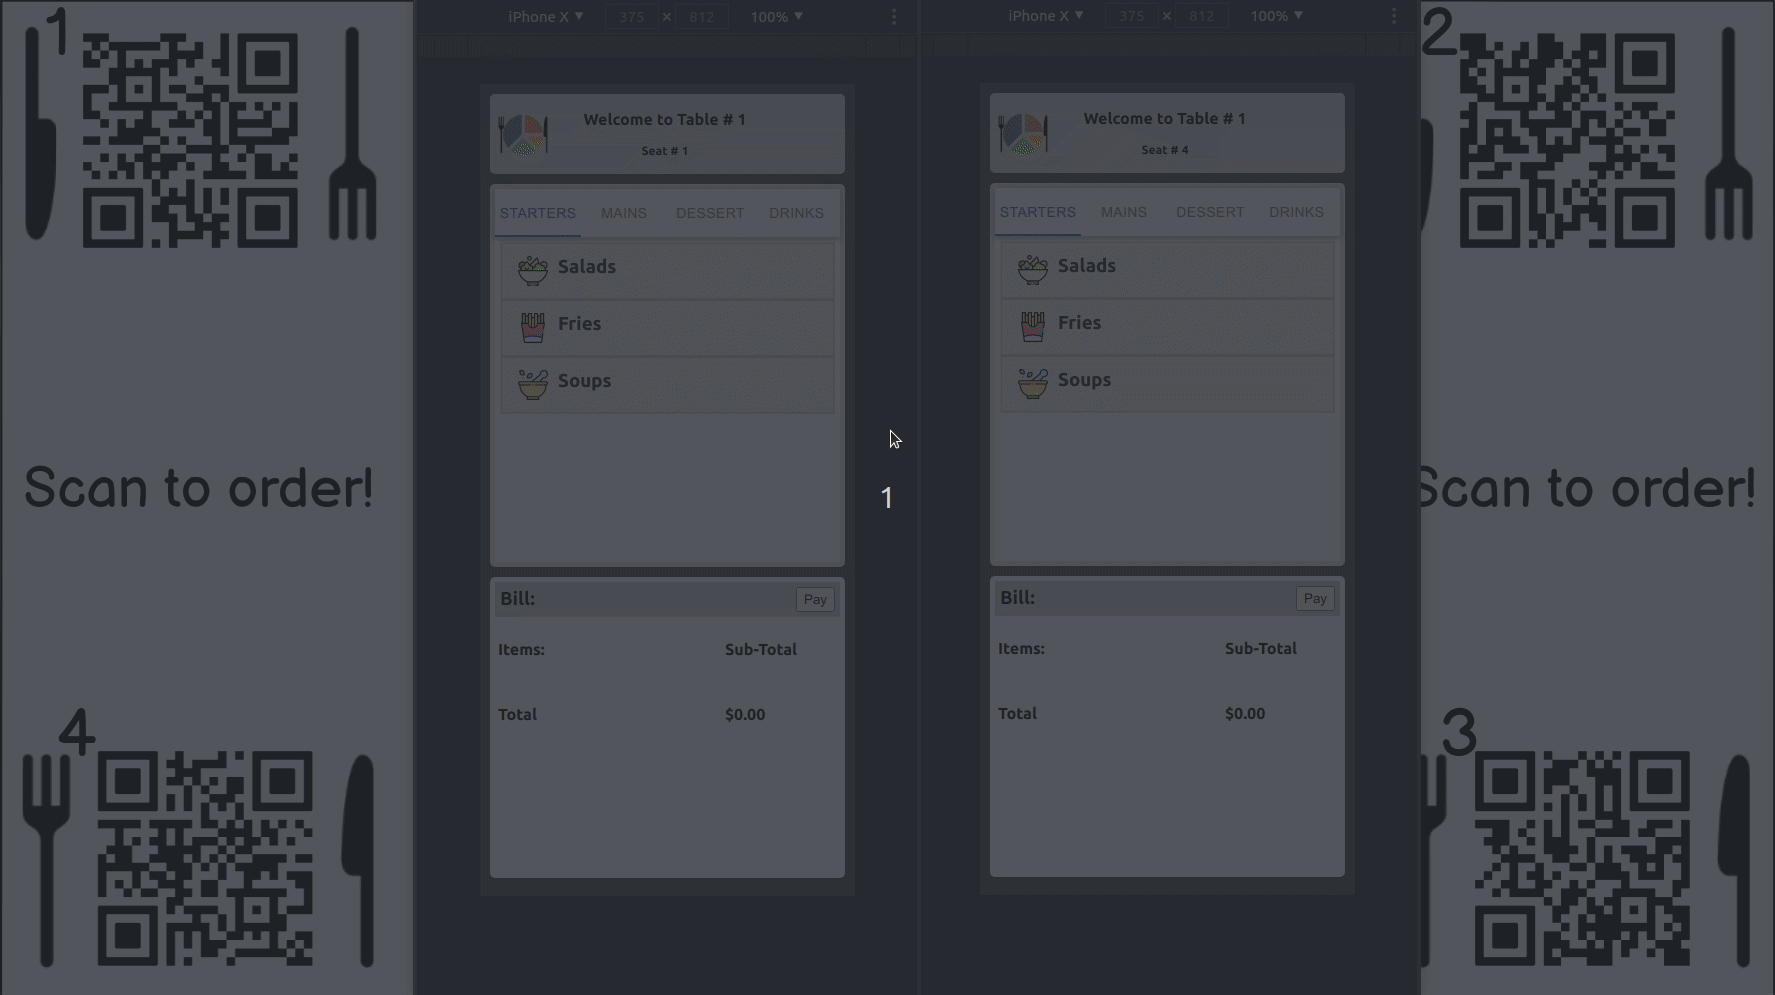 1
Scan to order!
4
iPhone X ▼ 375 × 812 100% ▼
Welcome to Table # 1
Seat # 1
STARTERS MAINS DESSERT DRINKS
Salads
Fries
Soups
Bill: Pay
Items: Sub-Total
Total $0.00
1
iPhone X ▼ 375 × 812 100% ▼
Welcome to Table # 1
Seat # 4
STARTERS MAINS DESSERT DRINKS
Salads
Fries
Soups
Bill: Pay
Items: Sub-Total
Total $0.00
2
Scan to order!
3